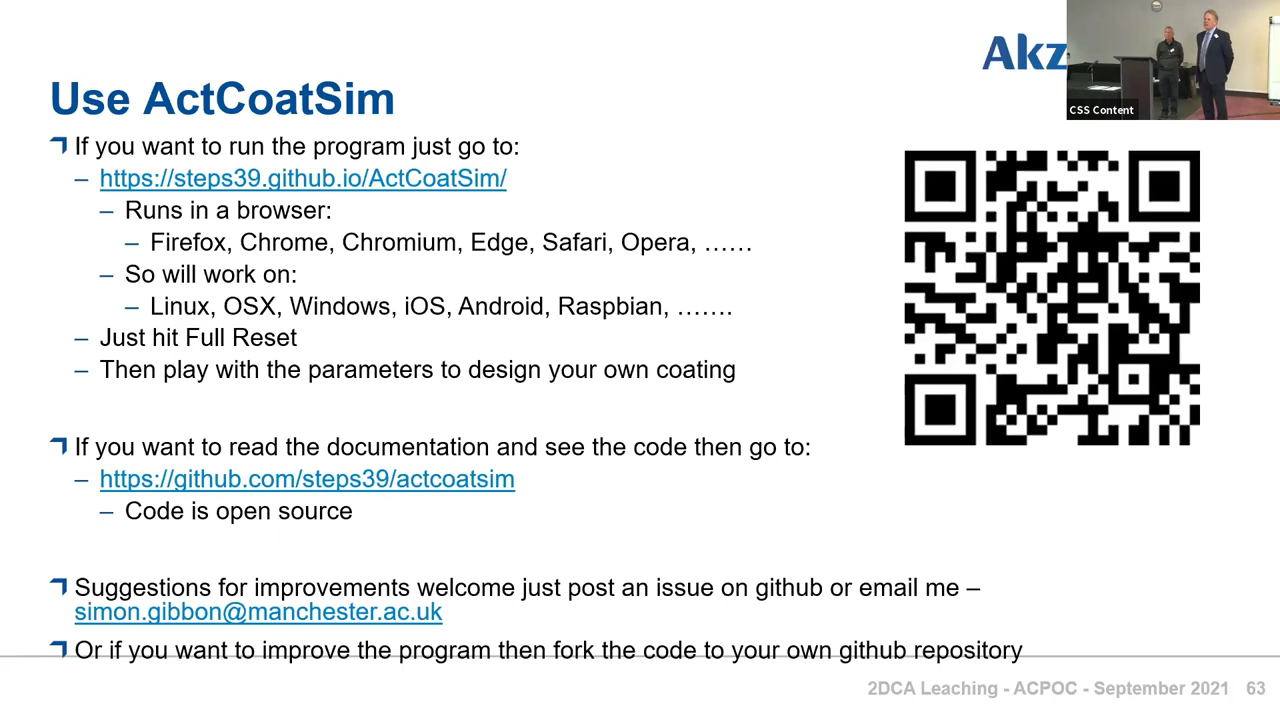 Akz
CSS Content
Use ActCoatSim
If you want to run the program just go to:
– https://steps39.github.io/ActCoatSim/
– Runs in a browser:
– Firefox, Chrome, Chromium, Edge, Safari, Opera, ……
– So will work on:
– Linux, OSX, Windows, iOS, Android, Raspbian, …….
– Just hit Full Reset
– Then play with the parameters to design your own coating
If you want to read the documentation and see the code then go to:
– https://github.com/steps39/actcoatsim
– Code is open source
Suggestions for improvements welcome just post an issue on github or email me –
simon.gibbon@manchester.ac.uk
Or if you want to improve the program then fork the code to your own github repository
2DCA Leaching - ACPOC - September 2021 63